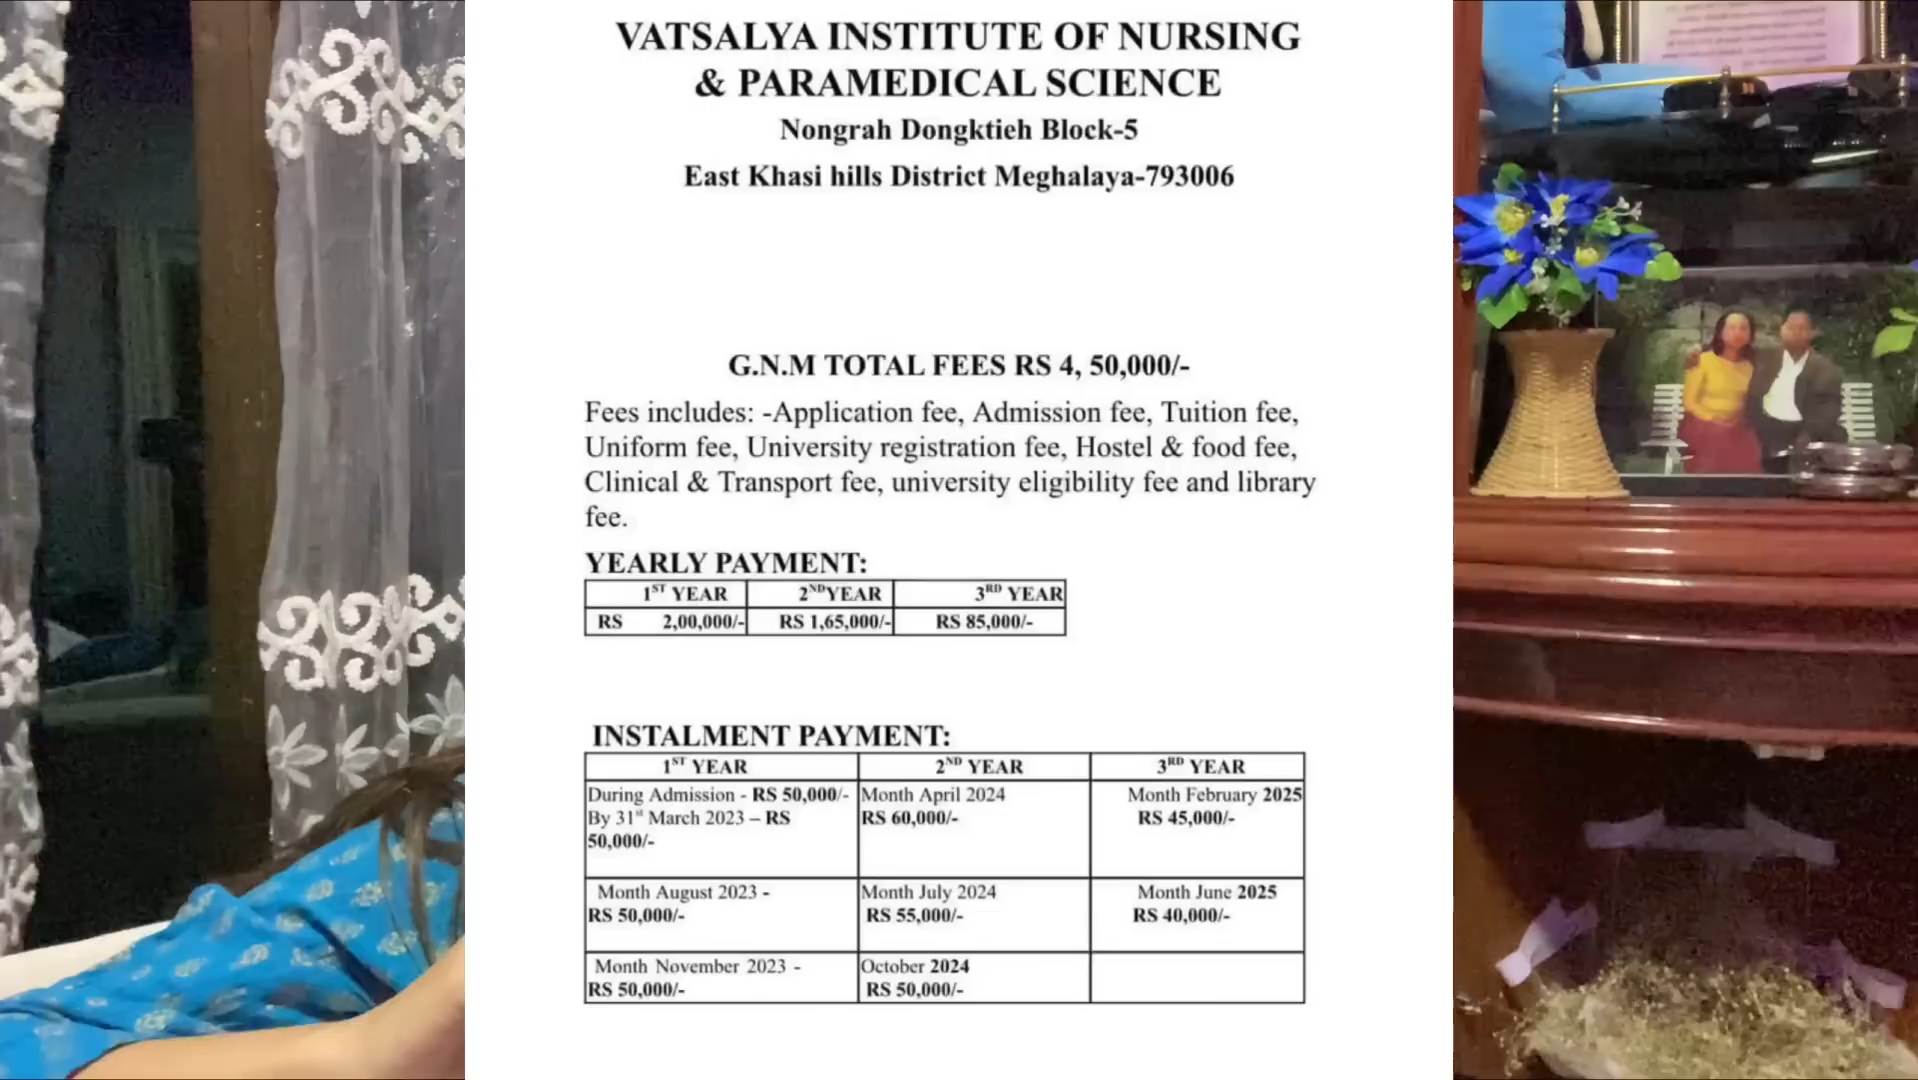 VATSALYA INSTITUTE OF NURSING
& PARAMEDICAL SCIENCE
Nongrah Dongktieh Block-5
East Khasi hills District Meghalaya-793006
G.N.M TOTAL FEES RS 4, 50,000/-
Fees includes: -Application fee, Admission fee, Tuition fee,
Uniform fee, University registration fee, Hostel & food fee,
Clinical & Transport fee, university eligibility fee and library
fee.
YEARLY PAYMENT:
1ST YEAR 2NDYEAR 3RD YEAR
RS 2,00,000/- RS 1,65,000/- RS 85,000/-
INSTALMENT PAYMENT:
1ST YEAR 2ND YEAR 3RD YEAR
During Admission - RS 50,000/- Month April 2024 Month February 2025
By 31st March 2023 – RS RS 60,000/- RS 45,000/-
50,000/-
Month August 2023 - Month July 2024 Month June 2025
RS 50,000/- RS 55,000/- RS 40,000/-
Month November 2023 - October 2024
RS 50,000/- RS 50,000/-